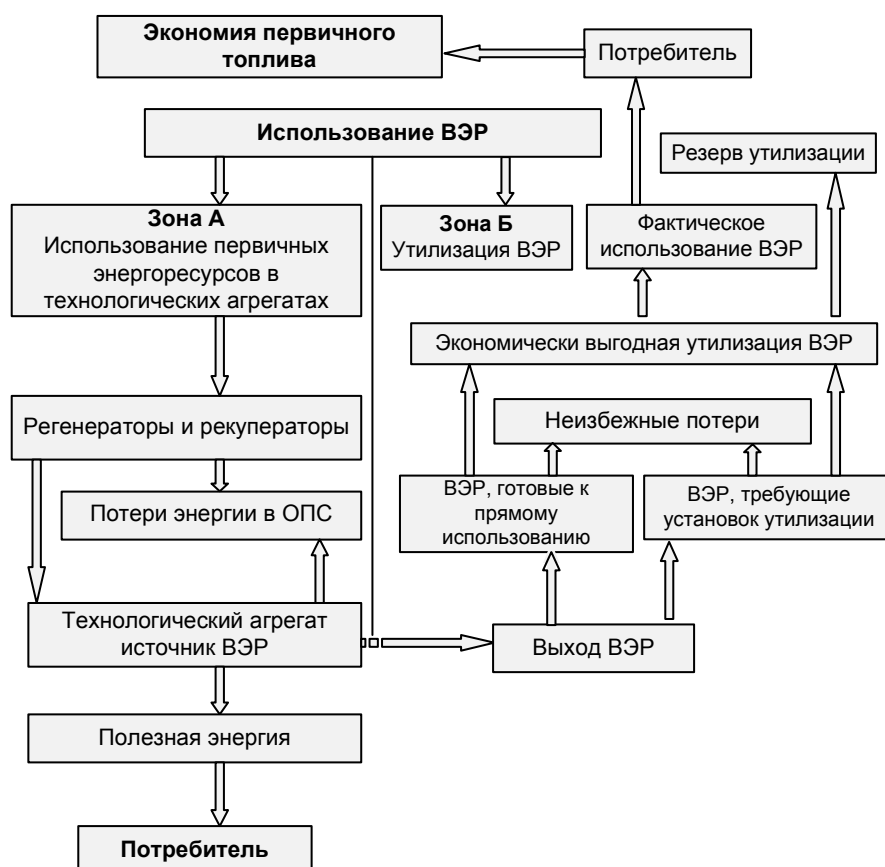 Экономия первичного
топлива
Потребитель
Использование ВЭР
Резерв утилизации
Зона А
Использование первичных
энергоресурсов в
технологических агрегатах
Зона Б
Утилизация ВЭР
Фактическое
использование ВЭР
Экономически выгодная утилизация ВЭР
Регенераторы и рекуператоры
Неизбежные потери
Потери энергии в ОПС
ВЭР, готовые к
прямому
использованию
ВЭР, требующие
установок утилизации
Технологический агрегат
источник ВЭР
Выход ВЭР
Полезная энергия
Потребитель